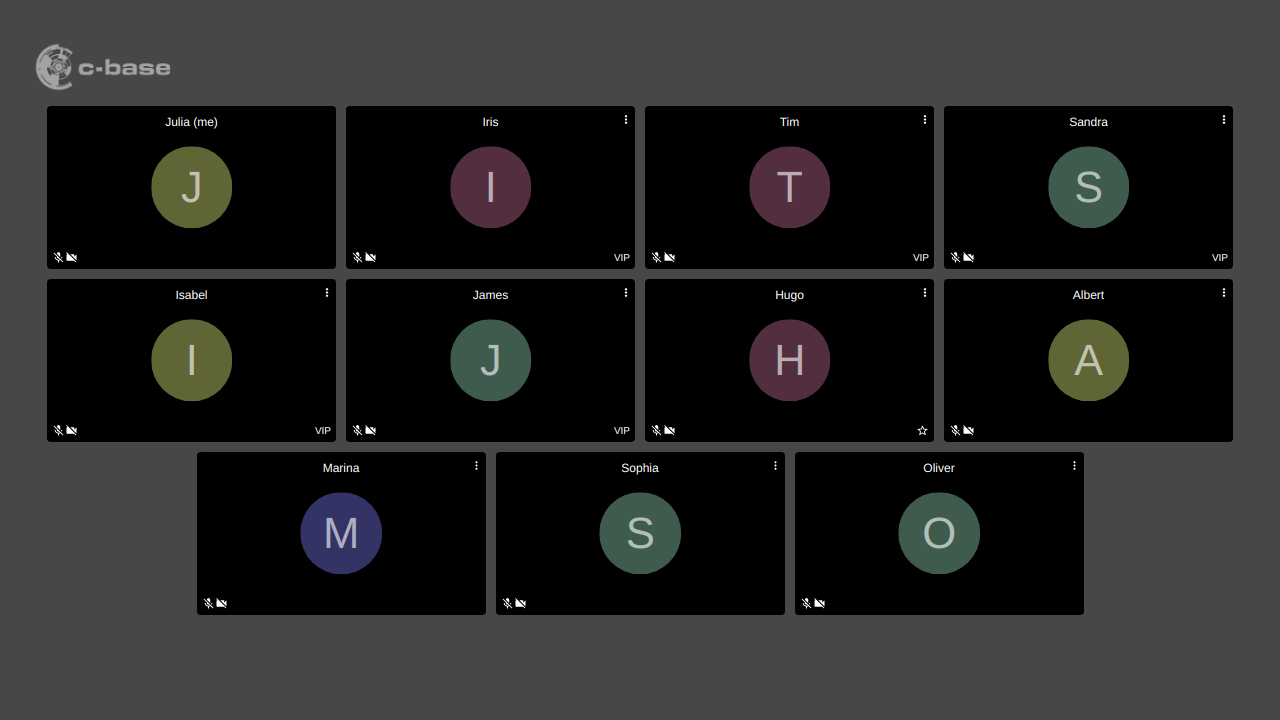 c-base
Julia (me)
J
Iris
I
VIP
Tim
T
VIP
Sandra
S
VIP
Isabel
I
VIP
James
J
VIP
Hugo
H
Albert
A
Marina
M
Sophia
S
Oliver
O